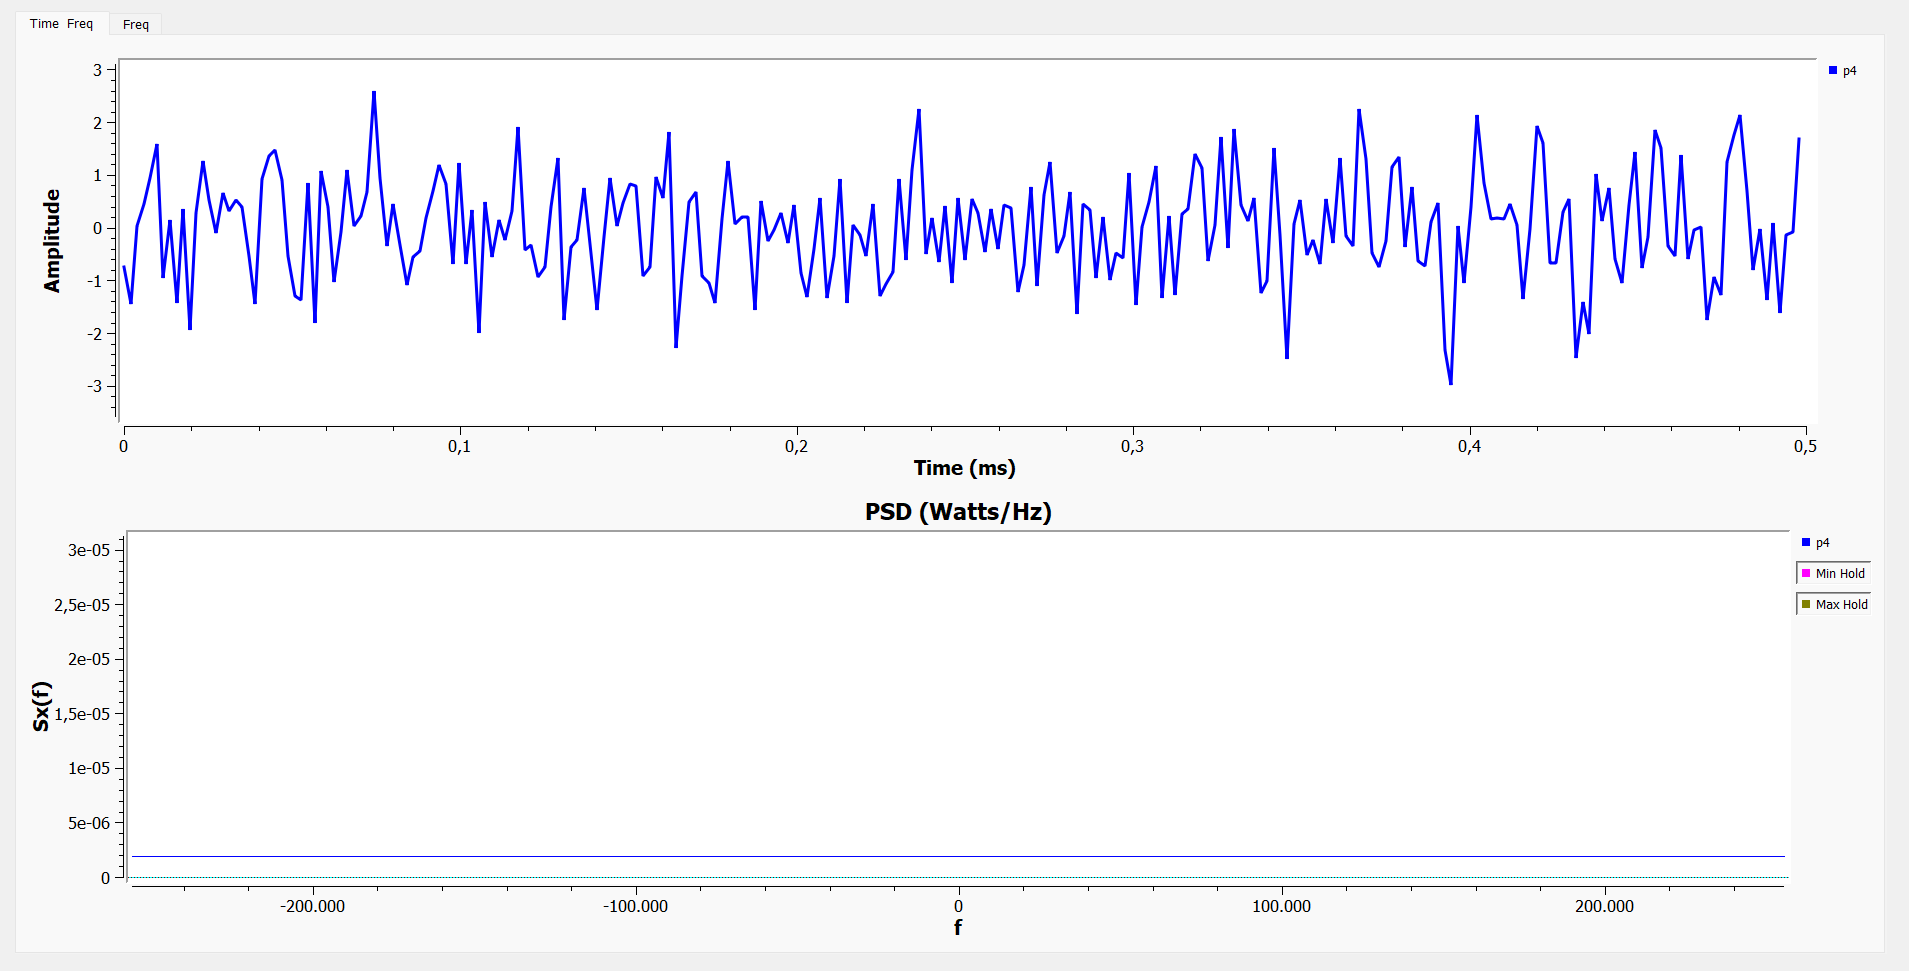 Time Freq
Freq
3
2
1
0
-1
-2
-3
Amplitude
p4
0 0,1 0,2 0,3 0,4 0,5
Time (ms)
PSD (Watts/Hz)
3e-05
2,5e-05
2e-05
1,5e-05
1e-05
5e-06
0
Sx(f)
p4
Min Hold
Max Hold
-200.000 -100.000 0 100.000 200.000
f